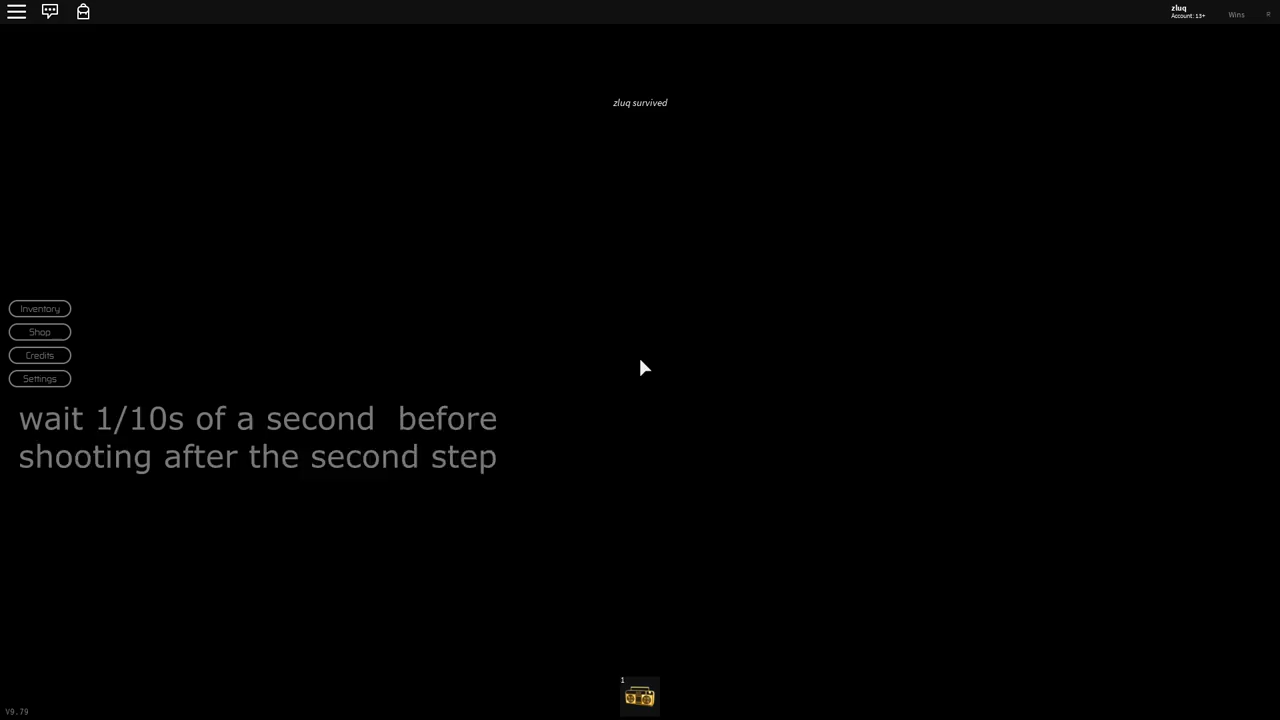 zluq
Account: 13+
Wins
R
zluq survived
Inventory
Shop
Credits
Settings
wait 1/10s of a second  before
shooting after the second step
1
V9.79